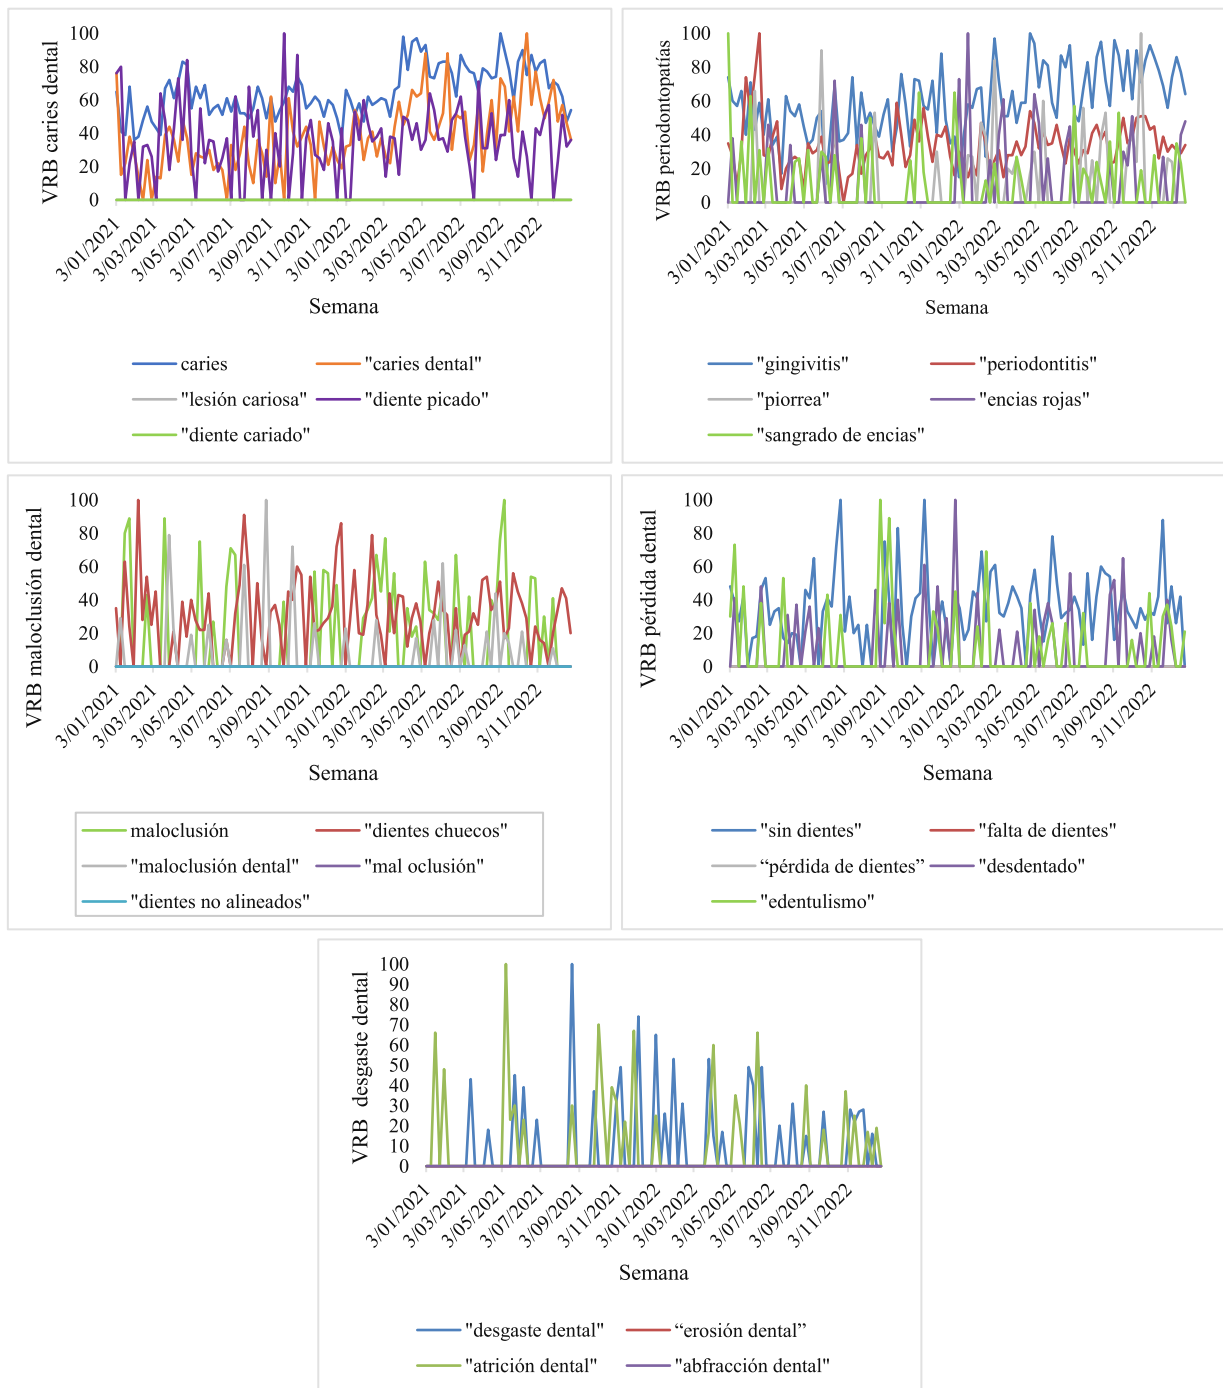 VRB caries dental
100
80
60
40
20
0
3/01/2021
3/03/2021
3/05/2021
3/07/2021
3/09/2021
3/11/2021
3/01/2022
3/03/2022
3/05/2022
3/07/2022
3/09/2022
3/11/2022
Semana
caries
"caries dental"
"lesión cariosa"
"diente picado"
"diente cariado"
VRB periodontopatías
100
80
60
40
20
0
3/01/2021
3/03/2021
3/05/2021
3/07/2021
3/09/2021
3/11/2021
3/01/2022
3/03/2022
3/05/2022
3/07/2022
3/09/2022
3/11/2022
Semana
"gingivitis"
"periodontitis"
"piorrea"
"encias rojas"
"sangrado de encias"
VRB maloclusión dental
100
80
60
40
20
0
3/01/2021
3/03/2021
3/05/2021
3/07/2021
3/09/2021
3/11/2021
3/01/2022
3/03/2022
3/05/2022
3/07/2022
3/09/2022
3/11/2022
Semana
maloclusión
"dientes chuecos"
"maloclusión dental"
"mal oclusión"
"dientes no alineados"
VRB pérdida dental
100
80
60
40
20
0
3/01/2021
3/03/2021
3/05/2021
3/07/2021
3/09/2021
3/11/2021
3/01/2022
3/03/2022
3/05/2022
3/07/2022
3/09/2022
3/11/2022
Semana
"sin dientes"
"falta de dientes"
“pérdida de dientes”
"desdentado"
"edentulismo"
VRB desgaste dental
100
90
80
70
60
50
40
30
20
10
0
3/01/2021
3/03/2021
3/05/2021
3/07/2021
3/09/2021
3/11/2021
3/01/2022
3/03/2022
3/05/2022
3/07/2022
3/09/2022
3/11/2022
Semana
"desgaste dental"
“erosión dental”
"atrición dental"
"abfracción dental"